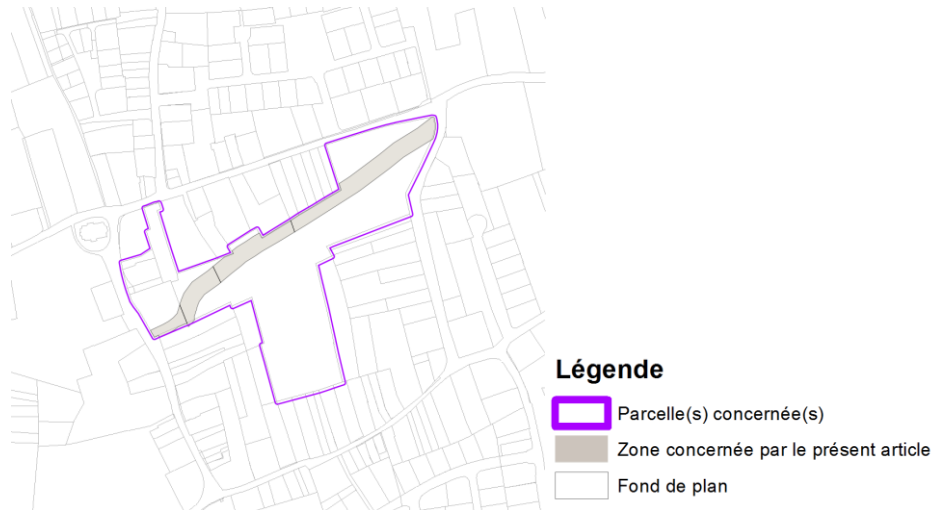 Légende
Parcelle(s) concernée(s)
Zone concernée par le présent article
Fond de plan